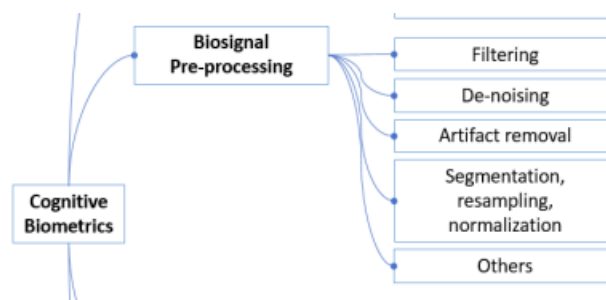 Biosignal
Pre-processing
Filtering
De-noising
Artifact removal
Segmentation,
resampling,
normalization
Others
Cognitive
Biometrics